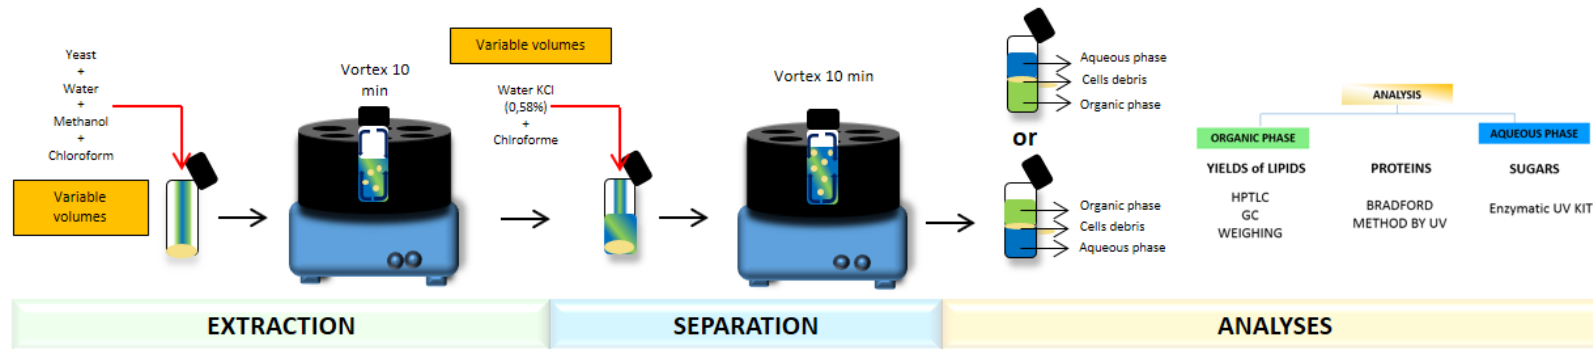 Yeast
+
Water
+
Methanol
+
Chloroform
Variable
volumes
Vortex 10
min
Variable volumes
Water KCl
(0,58%)
+
Chlroforme
Vortex 10 min
Aqueous phase
Cells debris
Organic phase
or
Organic phase
Cells debris
Aqueous phase
ANALYSIS
ORGANIC PHASE
AQUEOUS PHASE
YIELDS of LIPIDS
PROTEINS
SUGARS
HPTLC
GC
WEIGHING
BRADFORD
METHOD BY UV
Enzymatic UV KIT
EXTRACTION
SEPARATION
ANALYSES